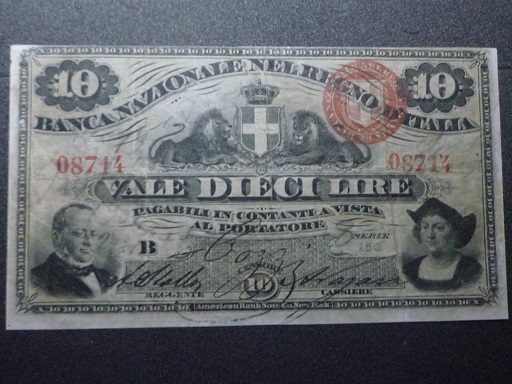 10 10
BANCA NAZIONALE NEL REGNO D'ITALIA
08714 08714
VALE DIECI LIRE
PAGABILI IN CONTANTI A VISTA
AL PORTATORE
SERIE
B
10
REGGENTE CASSIERE
American Bank Note Co. New York